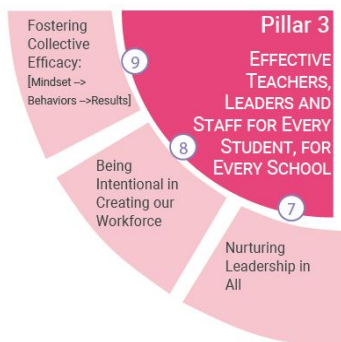 Pillar 3
EFFECTIVE
TEACHERS,
LEADERS AND
STAFF FOR EVERY
STUDENT, FOR
EVERY SCHOOL
Fostering
Collective
Efficacy:
[Mindset -->
Behaviors -->Results]
9
Being
Intentional in
Creating our
Workforce
8
Nurturing
Leadership in
All
7